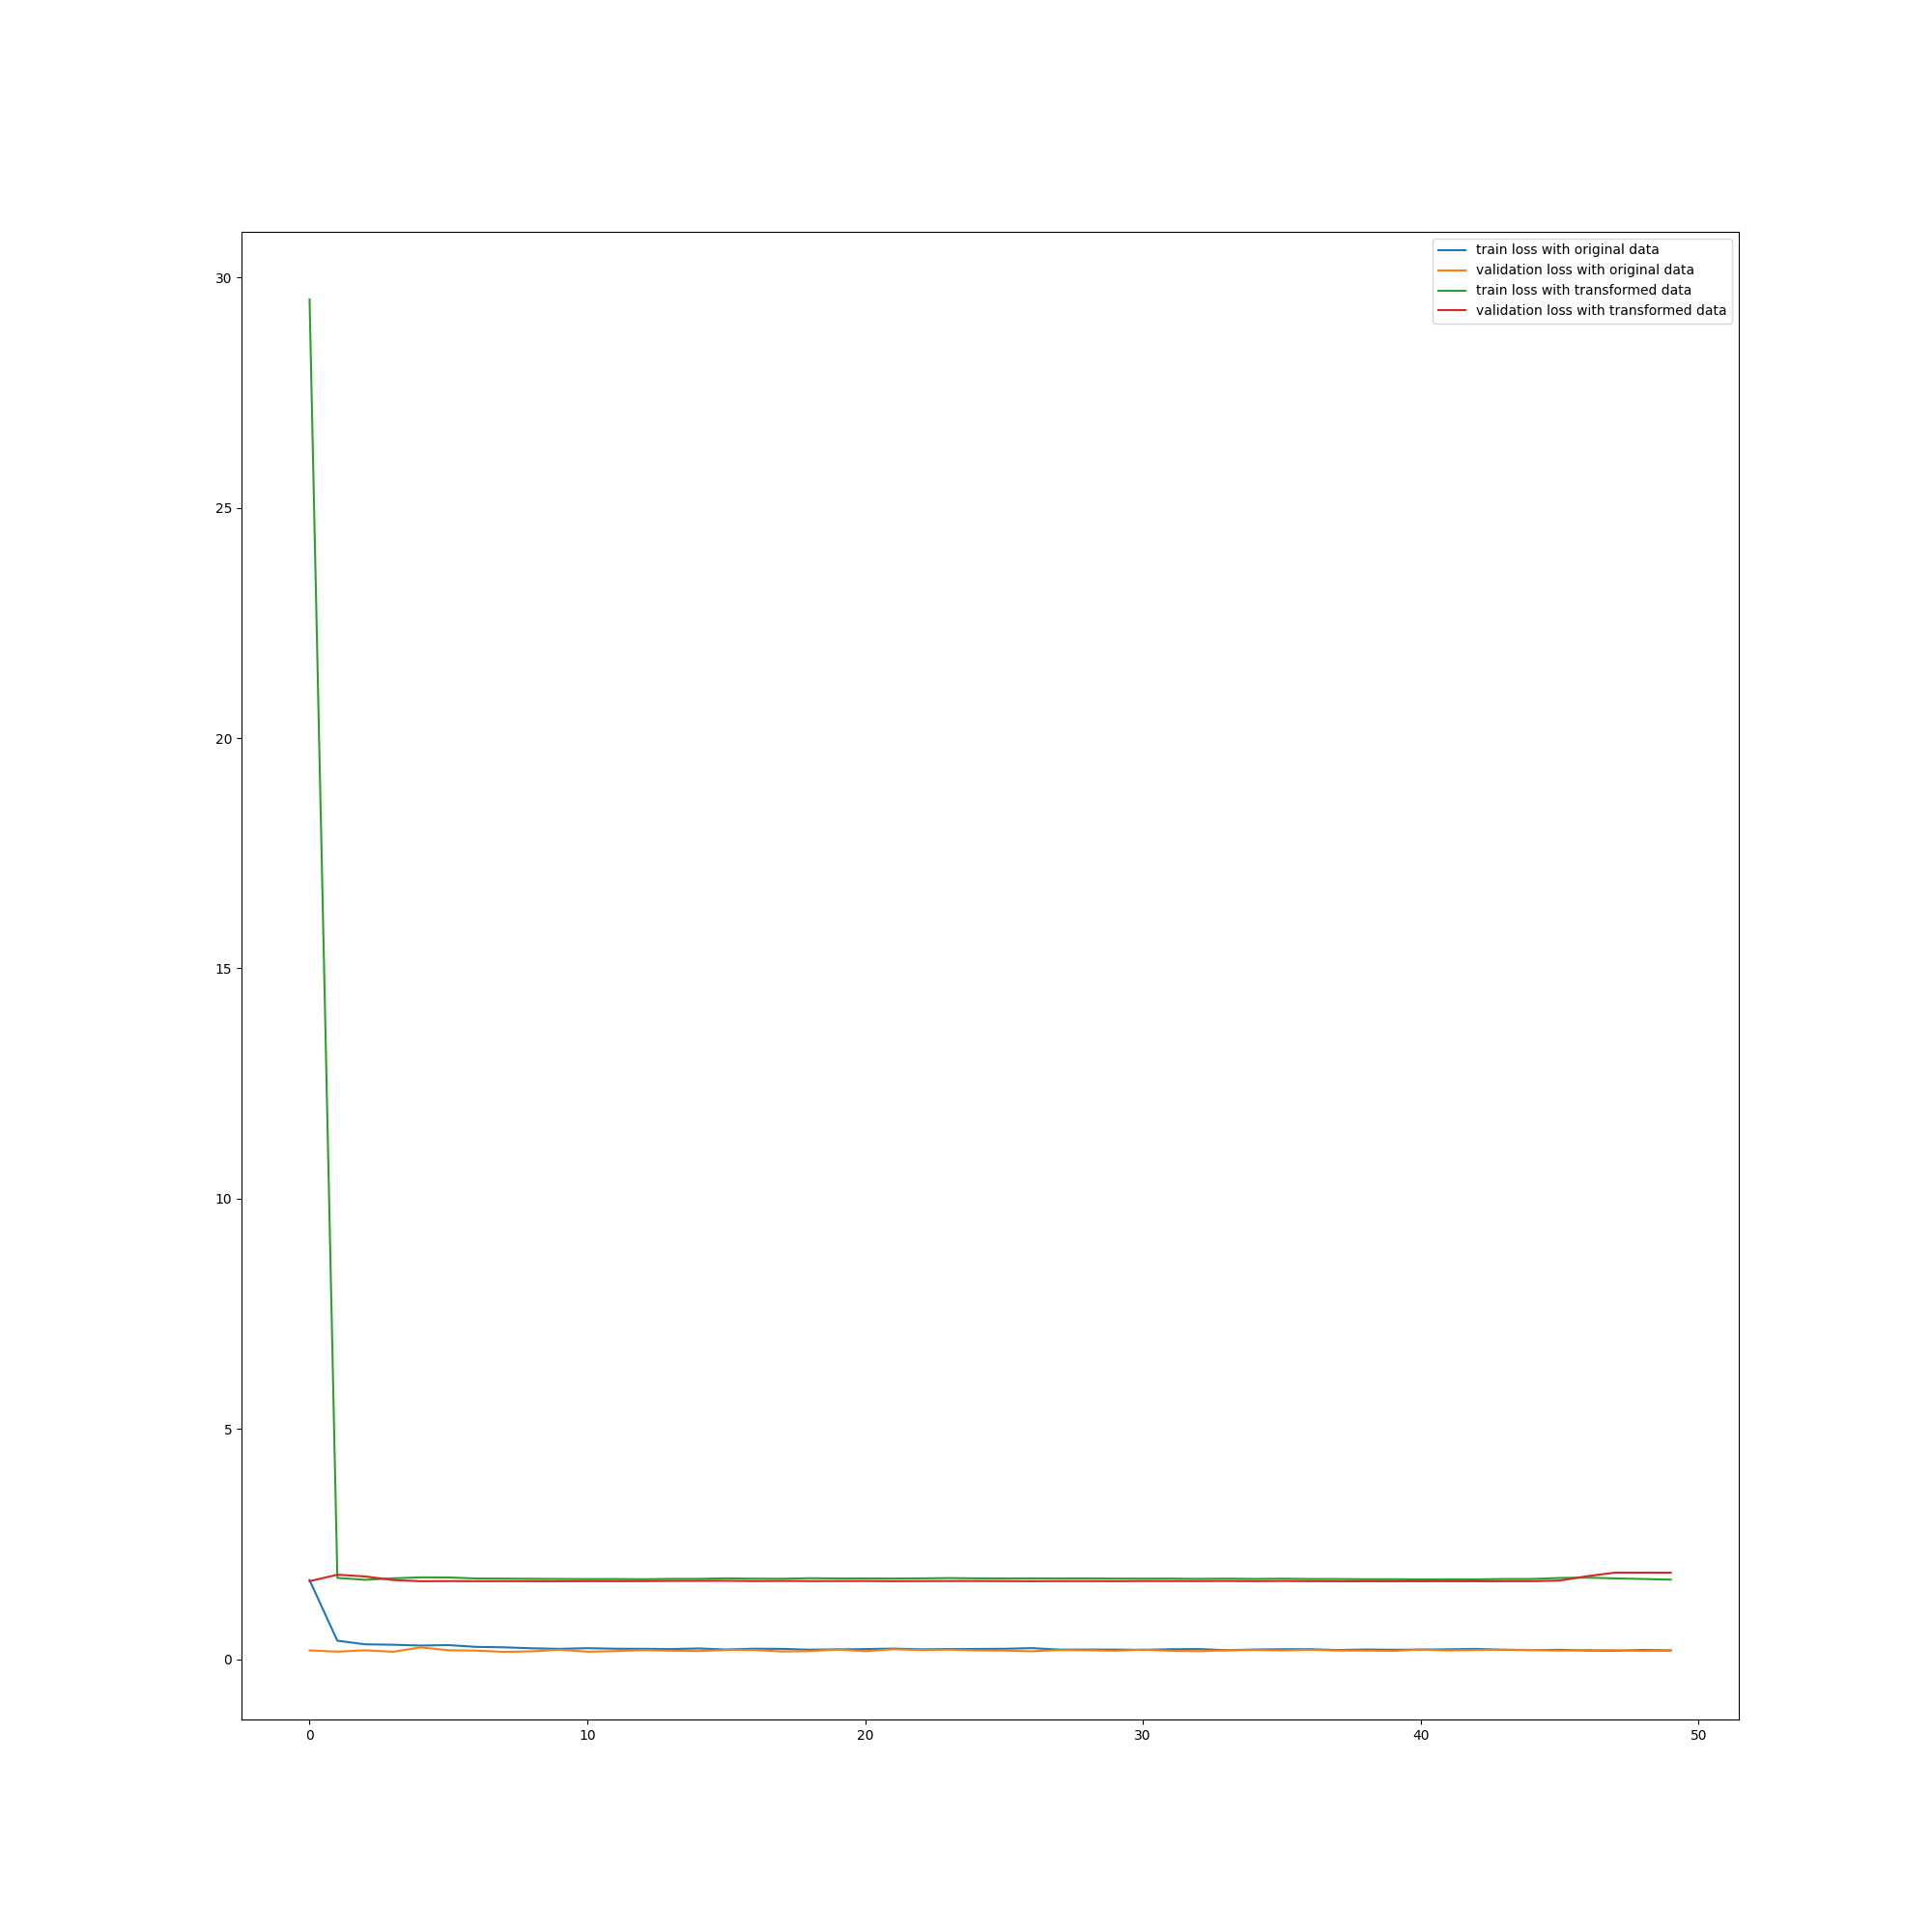 train loss with original data
validation loss with original data
train loss with transformed data
validation loss with transformed data
30
25
20
15
10
5
0
0 10 20 30 40 50